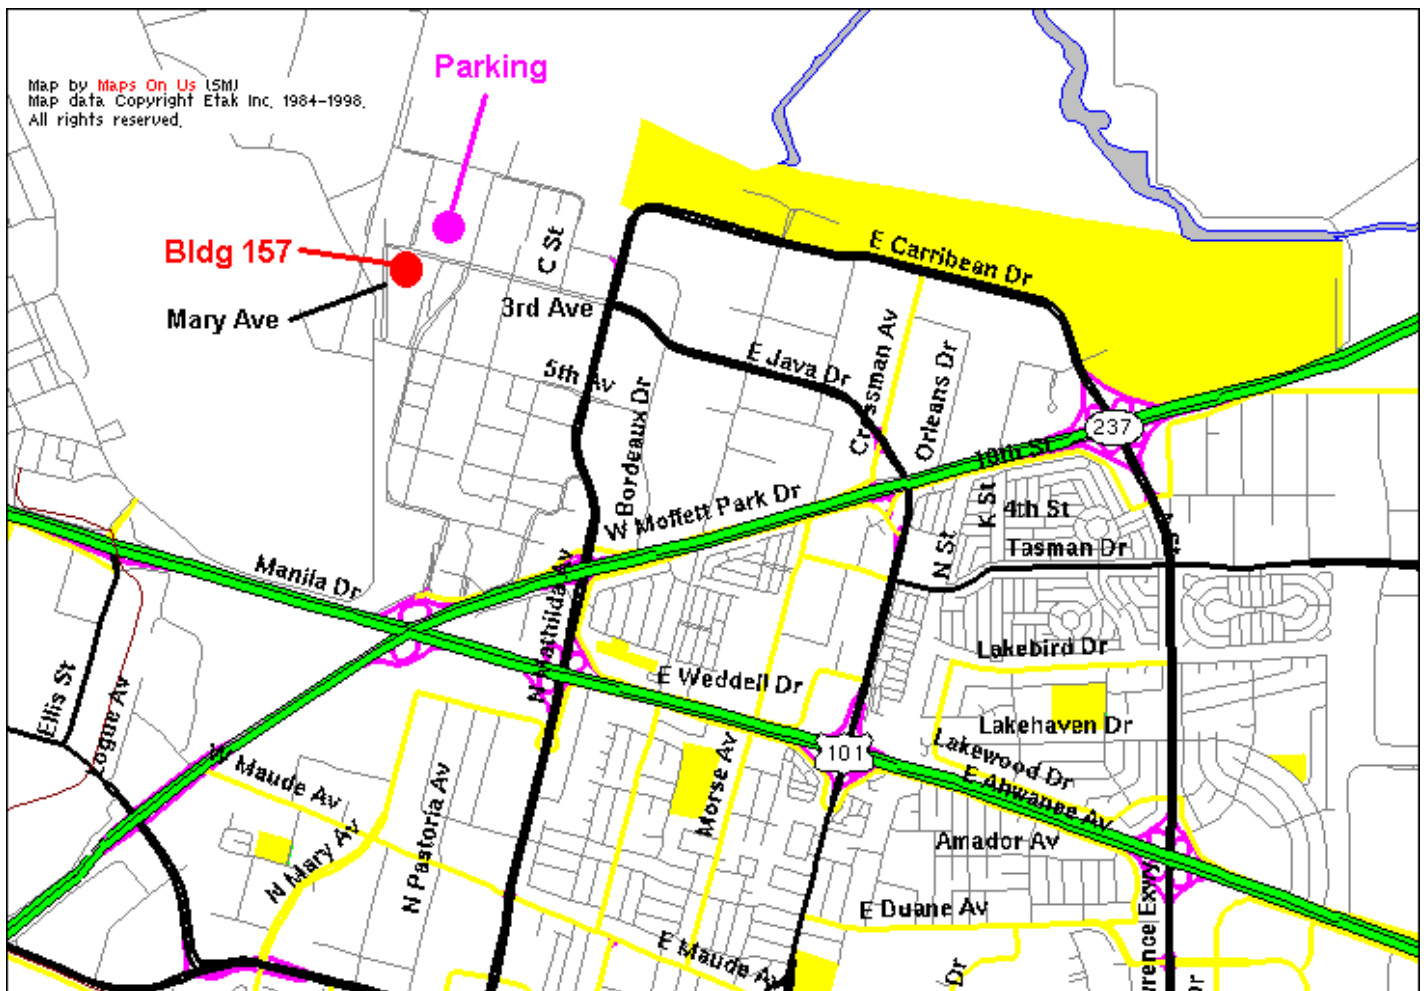 Parking
Map by Maps On Us (SM)
Map data Copyright Etak Inc. 1984-1998.
All rights reserved.
Bldg 157
Mary Ave
C St
3rd Ave
E Carribean Dr
E Java Dr
Crossman Av
Orleans Dr
5th Av
Bordeaux Dr
237
10th St
K St
4th St
W Moffett Park Dr
N St
Tasman Dr
Manila Dr
N Mathilda Av
Lakebird Dr
E Weddell Dr
Ellis St
Logue Av
Lakehaven Dr
101
Lakewood Dr
E Ahwanee Av
W Maude Av
N Mary Av
N Pastoria Av
Morse Av
Amador Av
E Duane Av
E Maude Av
Dr
wrence Exwy
Dr